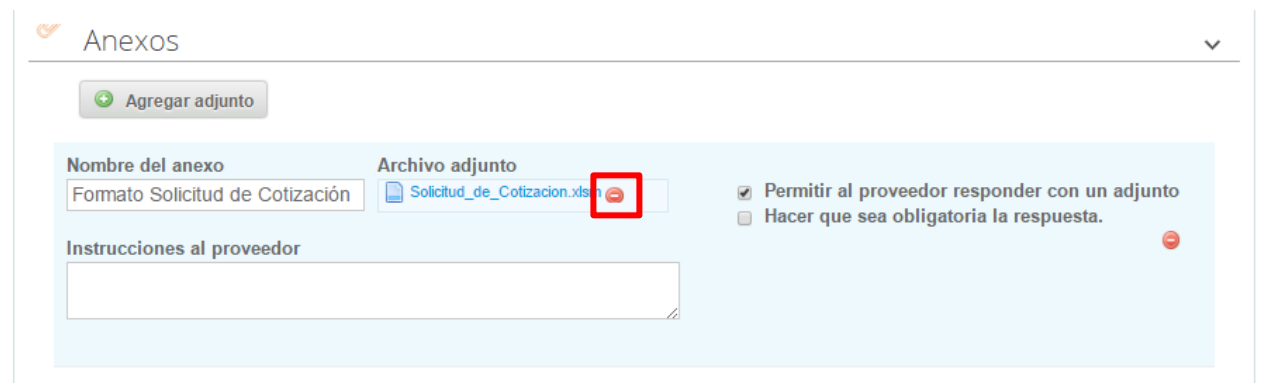 Anexos
Agregar adjunto
Nombre del anexo
Archivo adjunto
Formato Solicitud de Cotización
Solicitud_de_Cotizacion.xlsm
Permitir al proveedor responder con un adjunto
Hacer que sea obligatoria la respuesta.
Instrucciones al proveedor